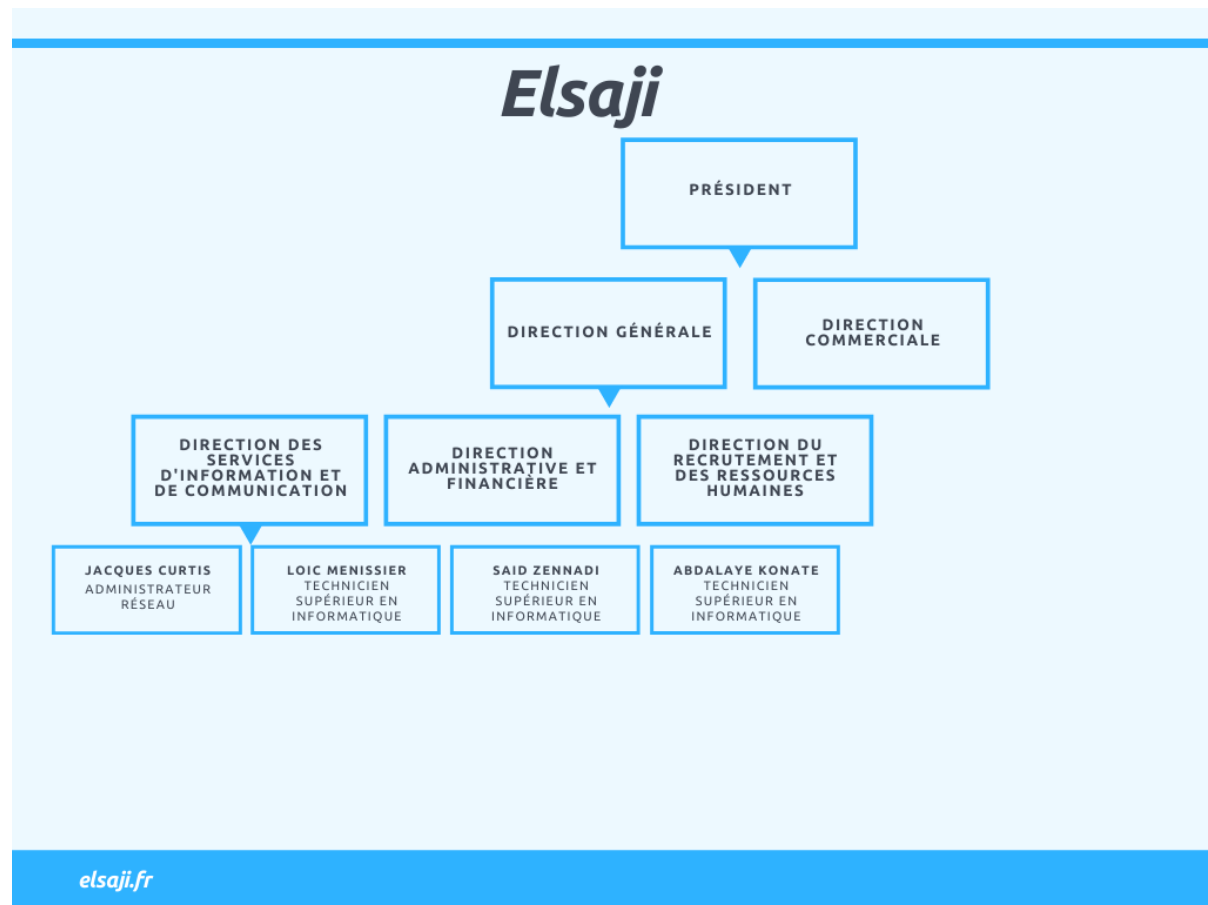 Elsaji
PRÉSIDENT
DIRECTION GÉNÉRALE
DIRECTION
COMMERCIALE
DIRECTION DES
SERVICES
D'INFORMATION ET
DE COMMUNICATION
DIRECTION
ADMINISTRATIVE ET
FINANCIÈRE
DIRECTION DU
RECRUTEMENT ET
DES RESSOURCES
HUMAINES
JACQUES CURTIS
ADMINISTRATEUR
RÉSEAU
LOIC MENISSIER
TECHNICIEN
SUPÉRIEUR EN
INFORMATIQUE
SAID ZENNADI
TECHNICIEN
SUPÉRIEUR EN
INFORMATIQUE
ABDALAYE KONATE
TECHNICIEN
SUPÉRIEUR EN
INFORMATIQUE
elsaji.fr